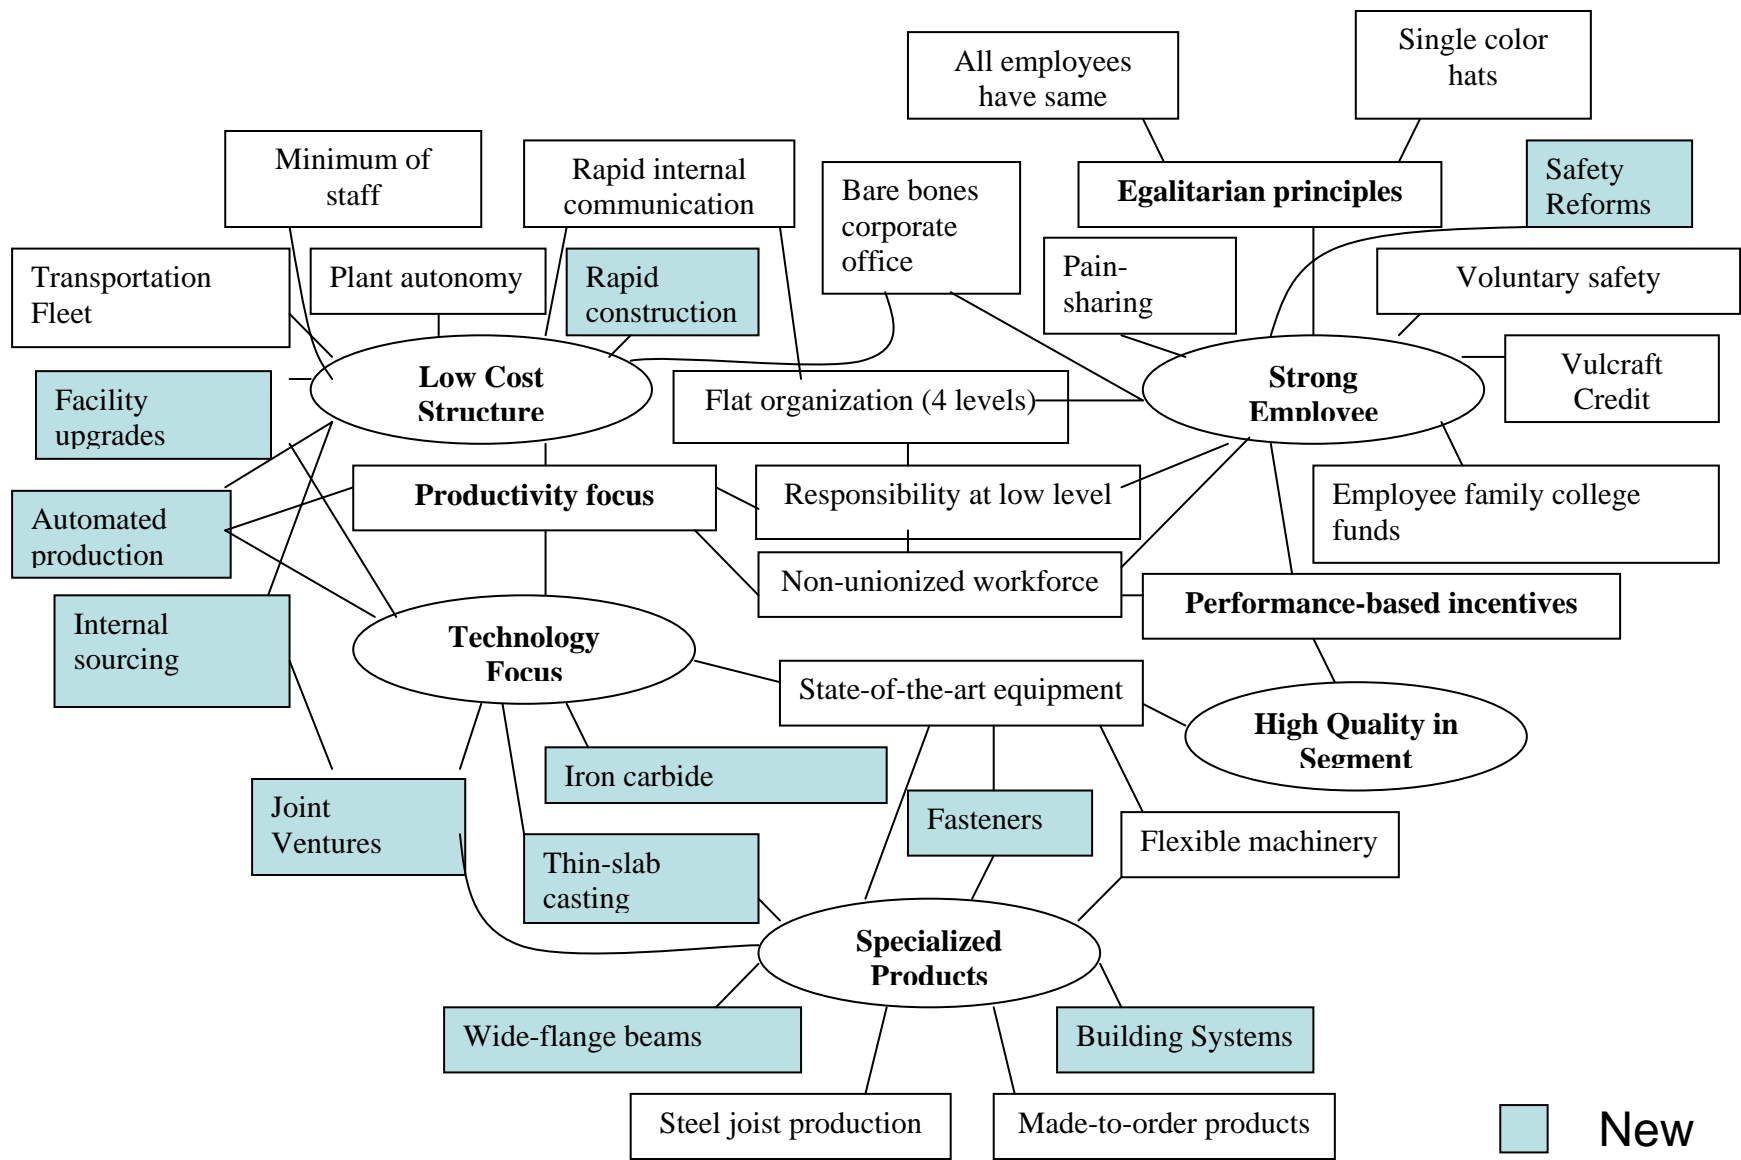 Single color
hats
All employees
have same
Minimum of
staff
Rapid internal
communication
Bare bones
corporate
office
Egalitarian principles
Safety
Reforms
Transportation
Fleet
Plant autonomy
Rapid
construction
Pain-
sharing
Voluntary safety
Facility
upgrades
Low Cost
Structure
Flat organization (4 levels)
Strong
Employee
Vulcraft
Credit
Automated
production
Productivity focus
Responsibility at low level
Employee family college
funds
Non-unionized workforce
Performance-based incentives
Internal
sourcing
Technology
Focus
State-of-the-art equipment
High Quality in
Segment
Joint
Ventures
Iron carbide
Fasteners
Flexible machinery
Thin-slab
casting
Specialized
Products
Wide-flange beams
Building Systems
Steel joist production
Made-to-order products
New